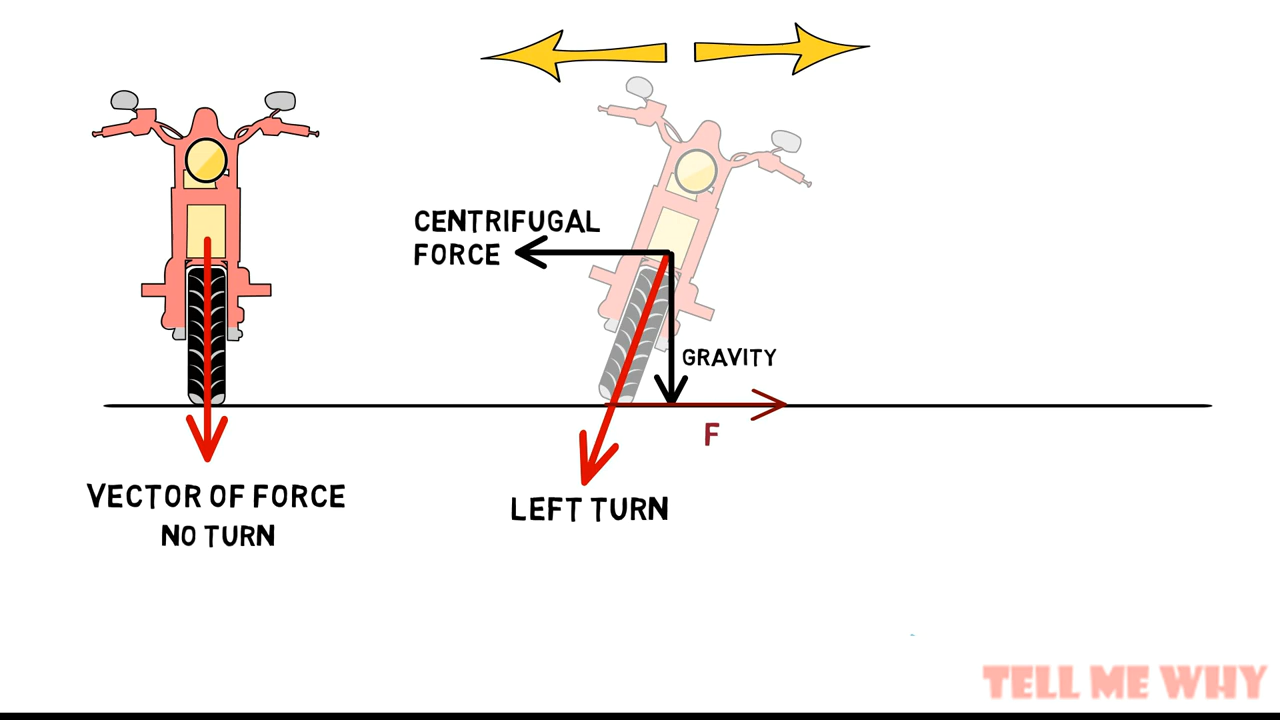 CENTRIFUGAL
FORCE
GRAVITY
F
VECTOR OF FORCE
NO TURN
LEFT TURN
TELL ME WHY